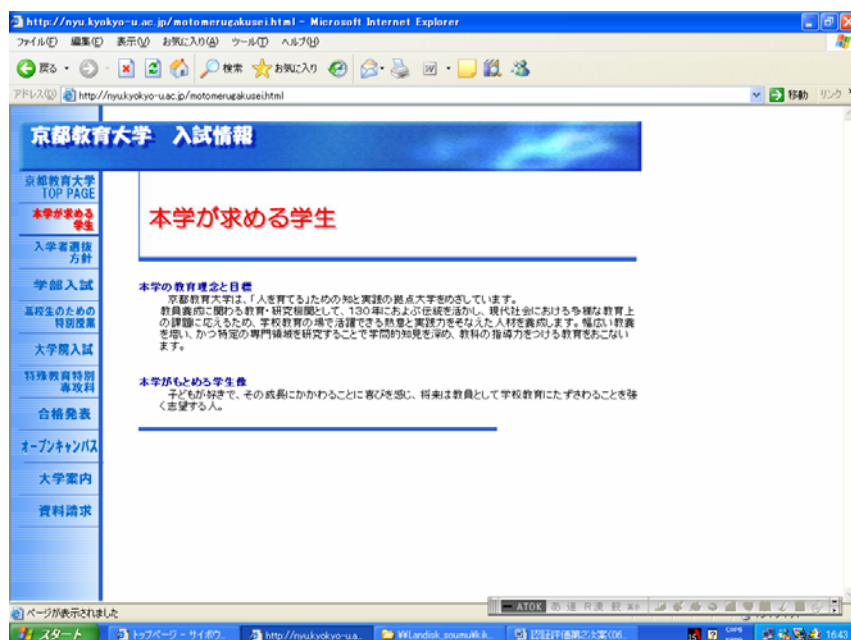 http://nyu.kyokyo-u.ac.jp/motomerugakusei.html - Microsoft Internet Explorer
ファイル(F) 編集(E) 表示(V) お気に入り(A) ツール(T) ヘルプ(H)
戻る 検索 お気に入り
アドレス(D) http://nyu.kyokyo-u.ac.jp/motomerugakusei.html 移動 リンク
京都教育大学 入試情報
京都教育大学
TOP PAGE
本学が求める
学生
本学が求める学生
入学者選抜
方針
学部入試
高校生のための
特別授業
大学院入試
特殊教育特別
専攻科
合格発表
オープンキャンパス
大学案内
資料請求
本学の教育理念と目標
京都教育大学は、「人を育てる」ための知と実践の拠点大学をめざしています。
教員養成に関わる教育・研究機関として、130年におよぶ伝統を活かし、現代社会における多様な教育上
の課題に応えるため、学校教育の場で活躍できる熱意と実践力をそなえた人材を養成します。幅広い教養
を培い、かつ特定の専門領域を研究することで学問的知見を深め、教科の指導力をつける教育をおこない
ます。
本学がもとめる学生像
子どもが好きで、その成長にかかわることに喜びを感じ、将来は教員として学校教育にたずさわることを強
く志望する人。
ページが表示されました
ATOK
スタート トップページ - サイボウ... http://nyu.kyokyo-u.a... 16:43